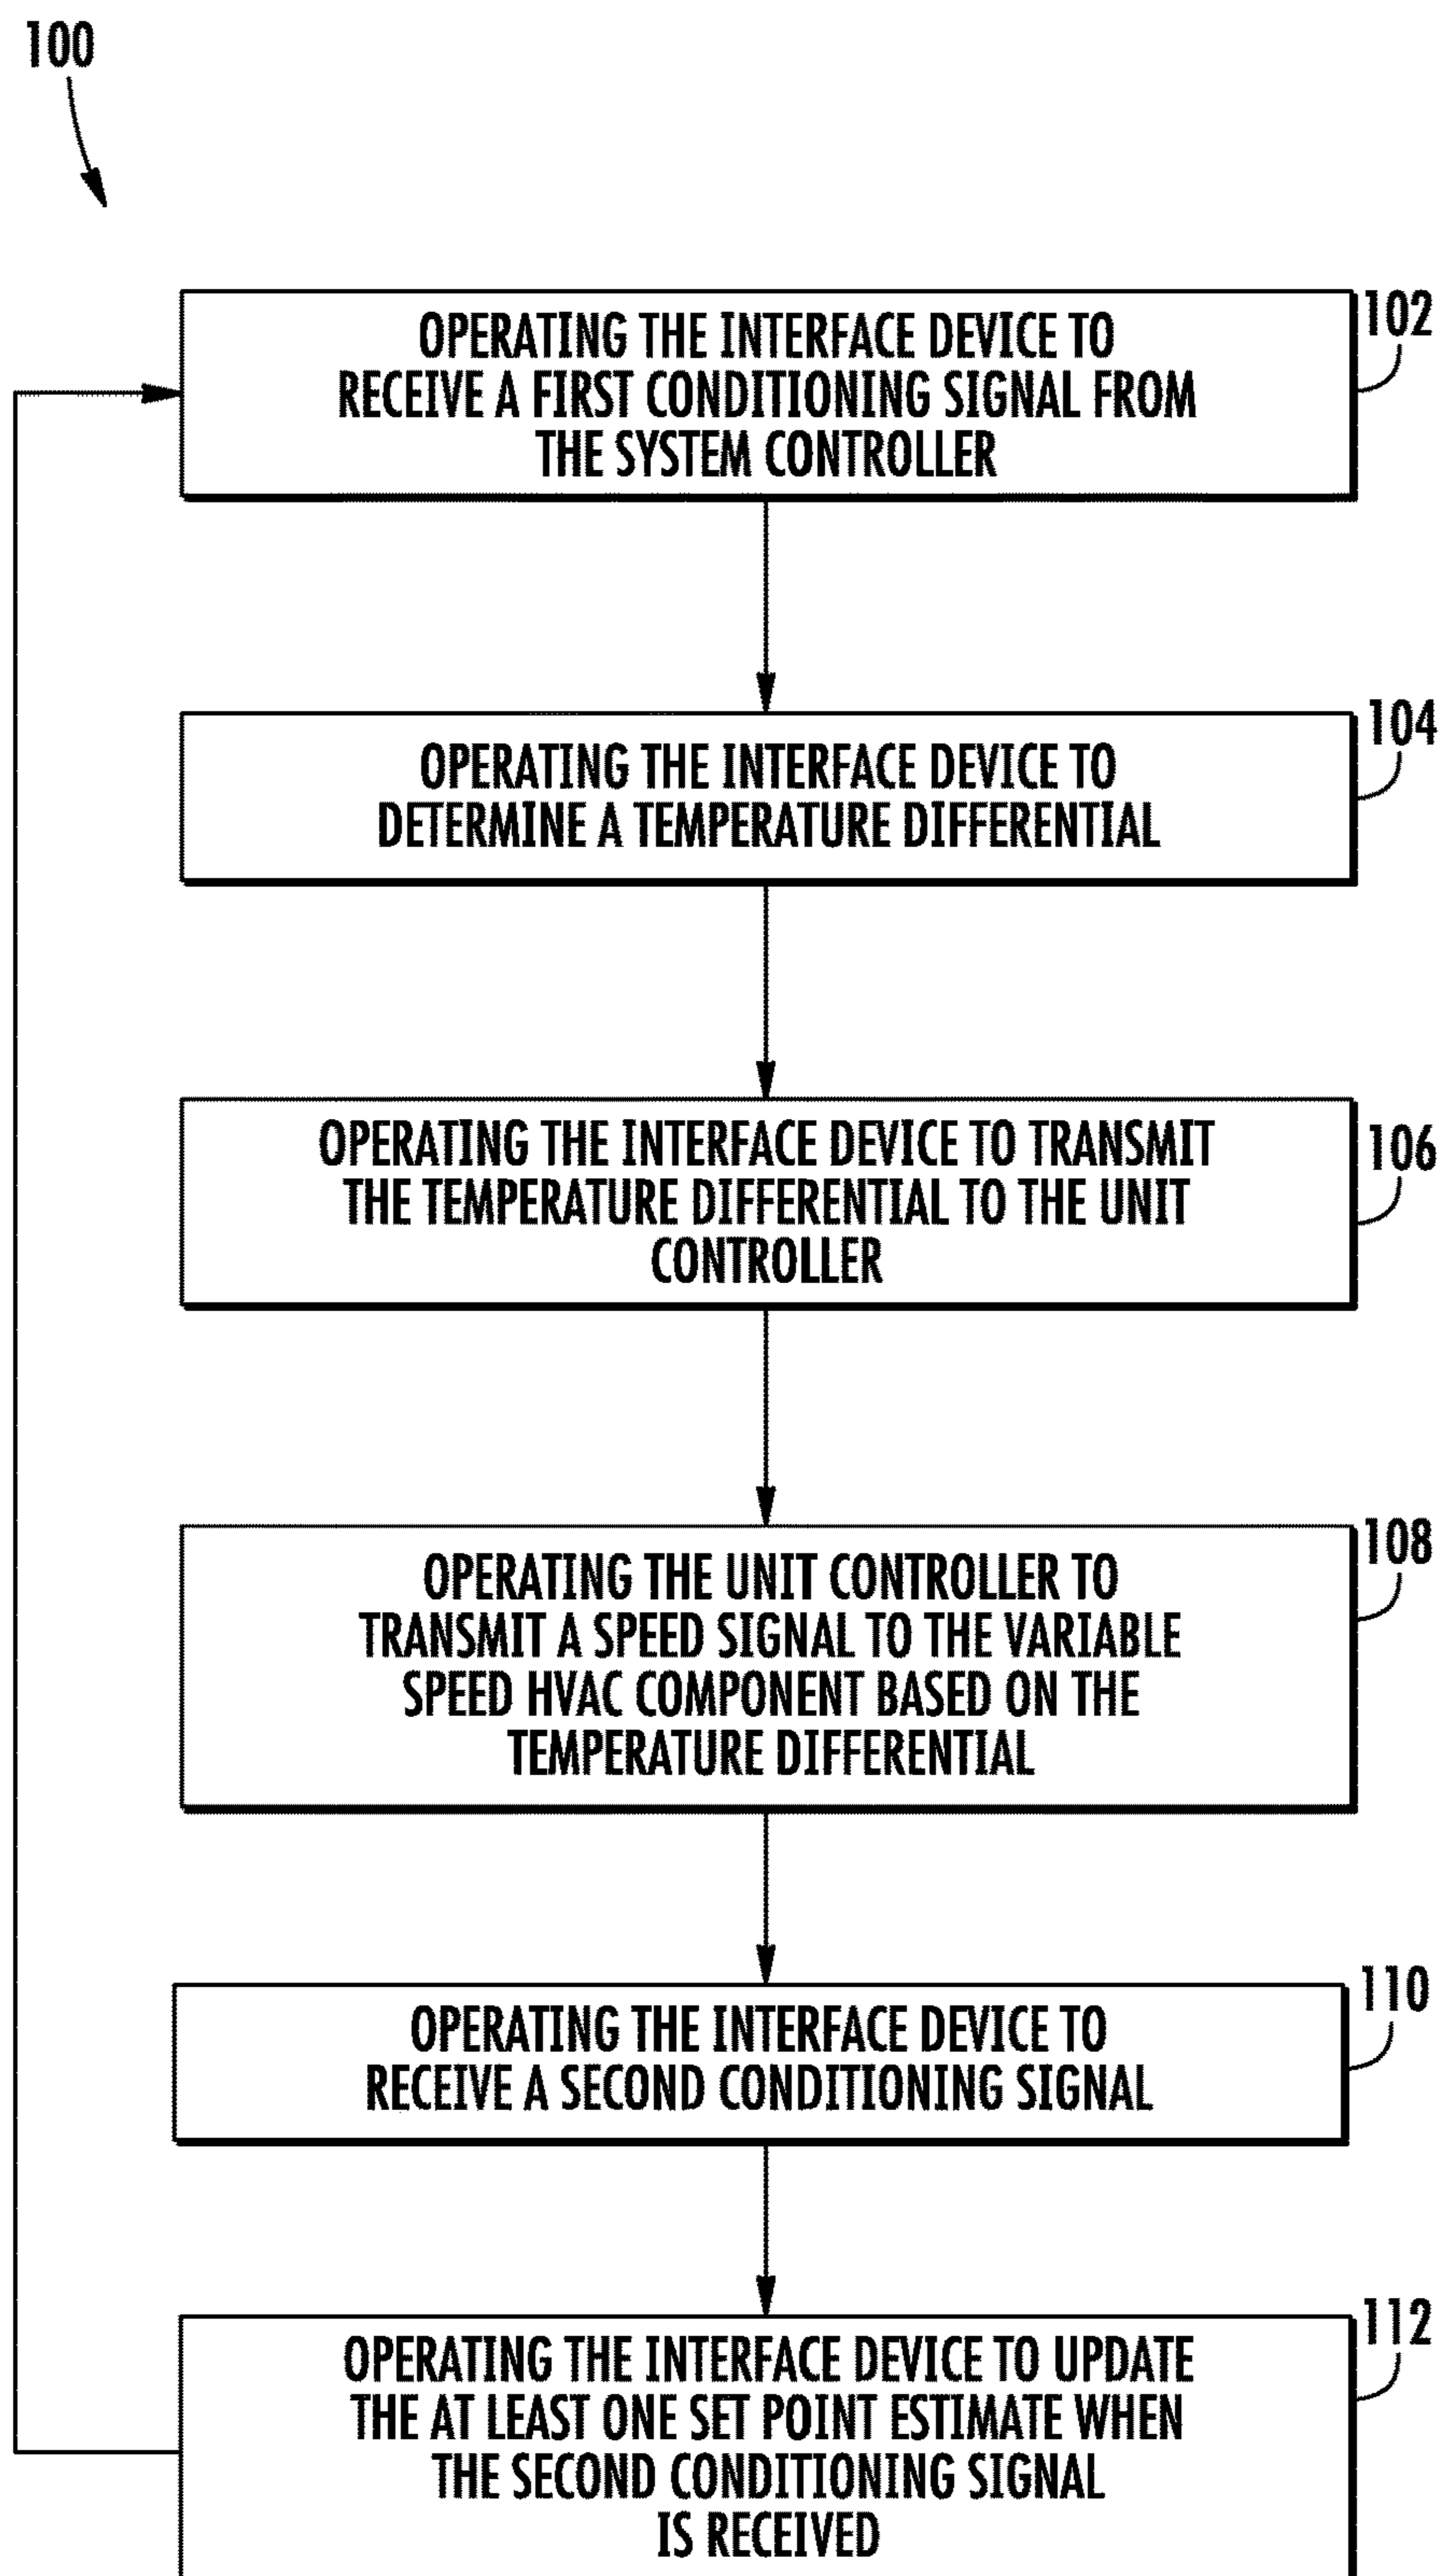 100
102
OPERATING THE INTERFACE DEVICE TO
RECEIVE A FIRST CONDITIONING SIGNAL FROM
THE SYSTEM CONTROLLER
104
OPERATING THE INTERFACE DEVICE TO
DETERMINE A TEMPERATURE DIFFERENTIAL
106
OPERATING THE INTERFACE DEVICE TO TRANSMIT
THE TEMPERATURE DIFFERENTIAL TO THE UNIT
CONTROLLER
108
OPERATING THE UNIT CONTROLLER TO
TRANSMIT A SPEED SIGNAL TO THE VARIABLE
SPEED HVAC COMPONENT BASED ON THE
TEMPERATURE DIFFERENTIAL
110
OPERATING THE INTERFACE DEVICE TO
RECEIVE A SECOND CONDITIONING SIGNAL
112
OPERATING THE INTERFACE DEVICE TO UPDATE
THE AT LEAST ONE SET POINT ESTIMATE WHEN
THE SECOND CONDITIONING SIGNAL
IS RECEIVED